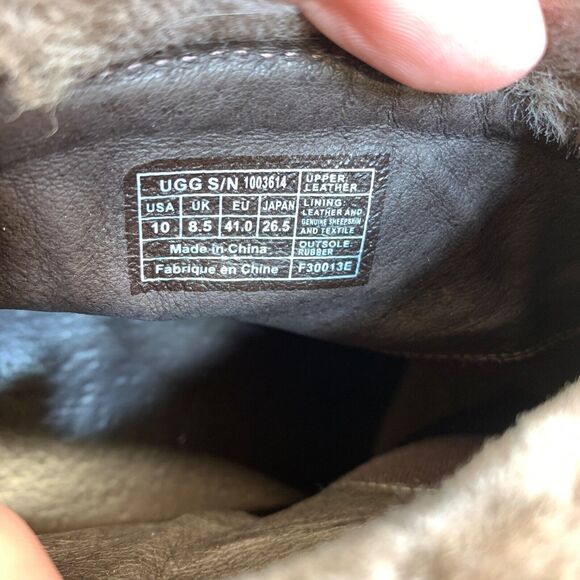 UGG S/N 1003614
UPPER:
LEATHER
USA UK EU JAPAN
10 8.5 41.0 26.5
LINING:
LEATHER AND
GENUINE SHEEPSKIN
AND TEXTILE
Made in China
OUTSOLE:
RUBBER
Fabrique en Chine
F30013E